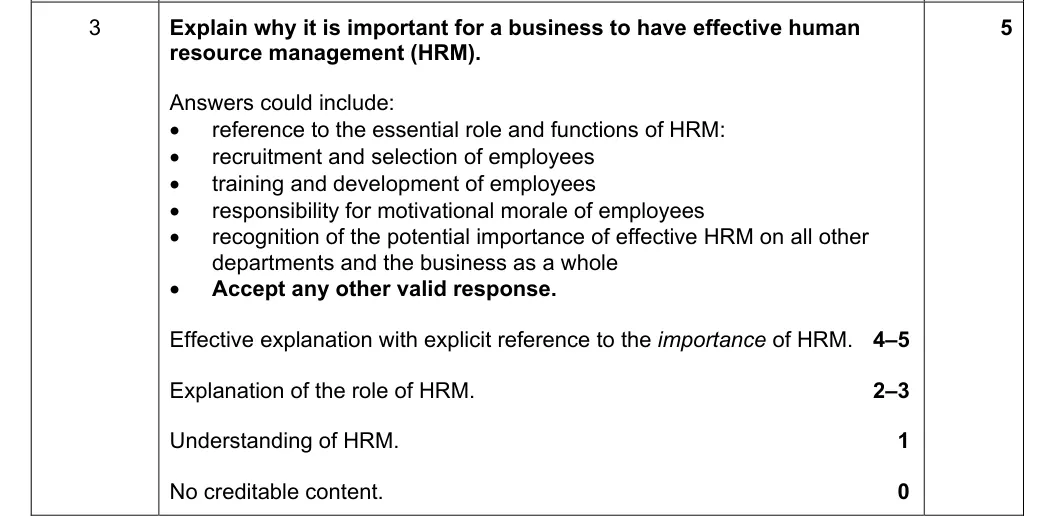 3 Explain why it is important for a business to have effective human 5
resource management (HRM).
Answers could include:
• reference to the essential role and functions of HRM:
• recruitment and selection of employees
• training and development of employees
• responsibility for motivational morale of employees
• recognition of the potential importance of effective HRM on all other
departments and the business as a whole
• Accept any other valid response.
Effective explanation with explicit reference to the importance of HRM. 4–5
Explanation of the role of HRM. 2–3
Understanding of HRM. 1
No creditable content. 0